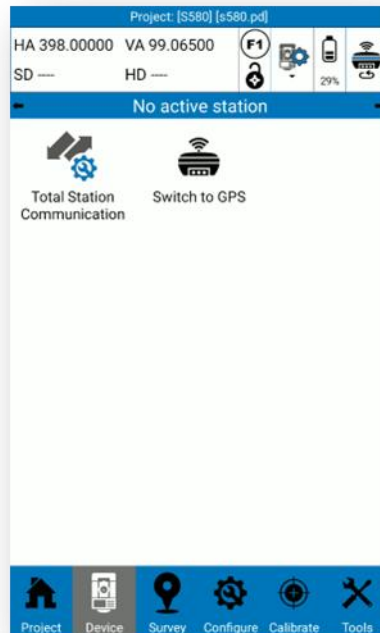 Project: [S580] [s580.pd]
HA 398.00000 VA 99.06500
F1
SD ---- HD ----
29%
No active station
Total Station
Communication
Switch to GPS
Project Device Survey Configure Calibrate Tools